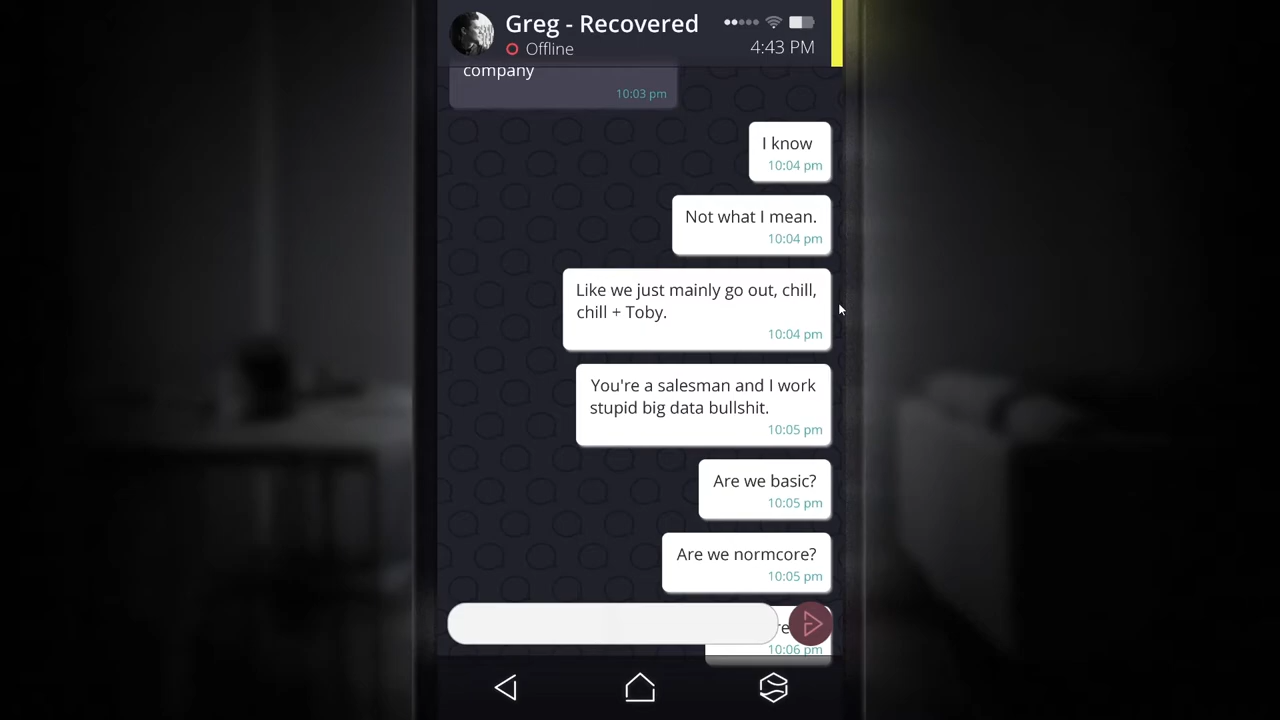 Greg - Recovered
Offline
4:43 PM
company
10:03 pm
I know
10:04 pm
Not what I mean.
10:04 pm
Like we just mainly go out, chill,
chill + Toby.
10:04 pm
You're a salesman and I work
stupid big data bullshit.
10:05 pm
Are we basic?
10:05 pm
Are we normcore?
10:05 pm
10:06 pm